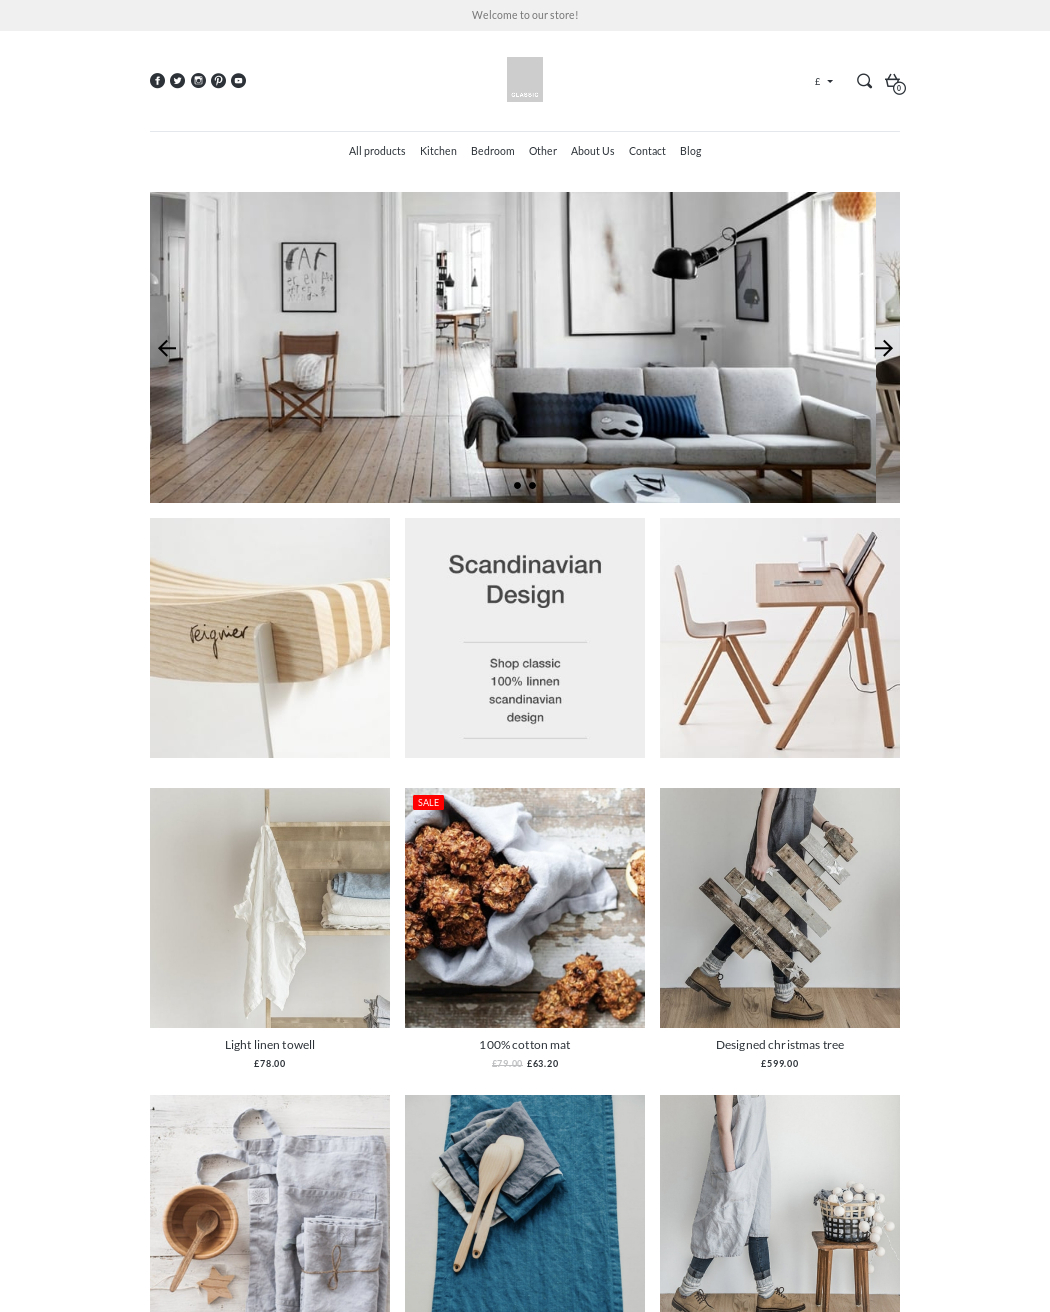 Welcome to our store!
CLASSIC
£
0
All products Kitchen Bedroom Other About Us Contact Blog
Scandinavian
Design
Shop classic
100% linnen
scandinavian
design
SALE
Light linen towell
£78.00
100% cotton mat
£79.00 £63.20
Designed christmas tree
£599.00